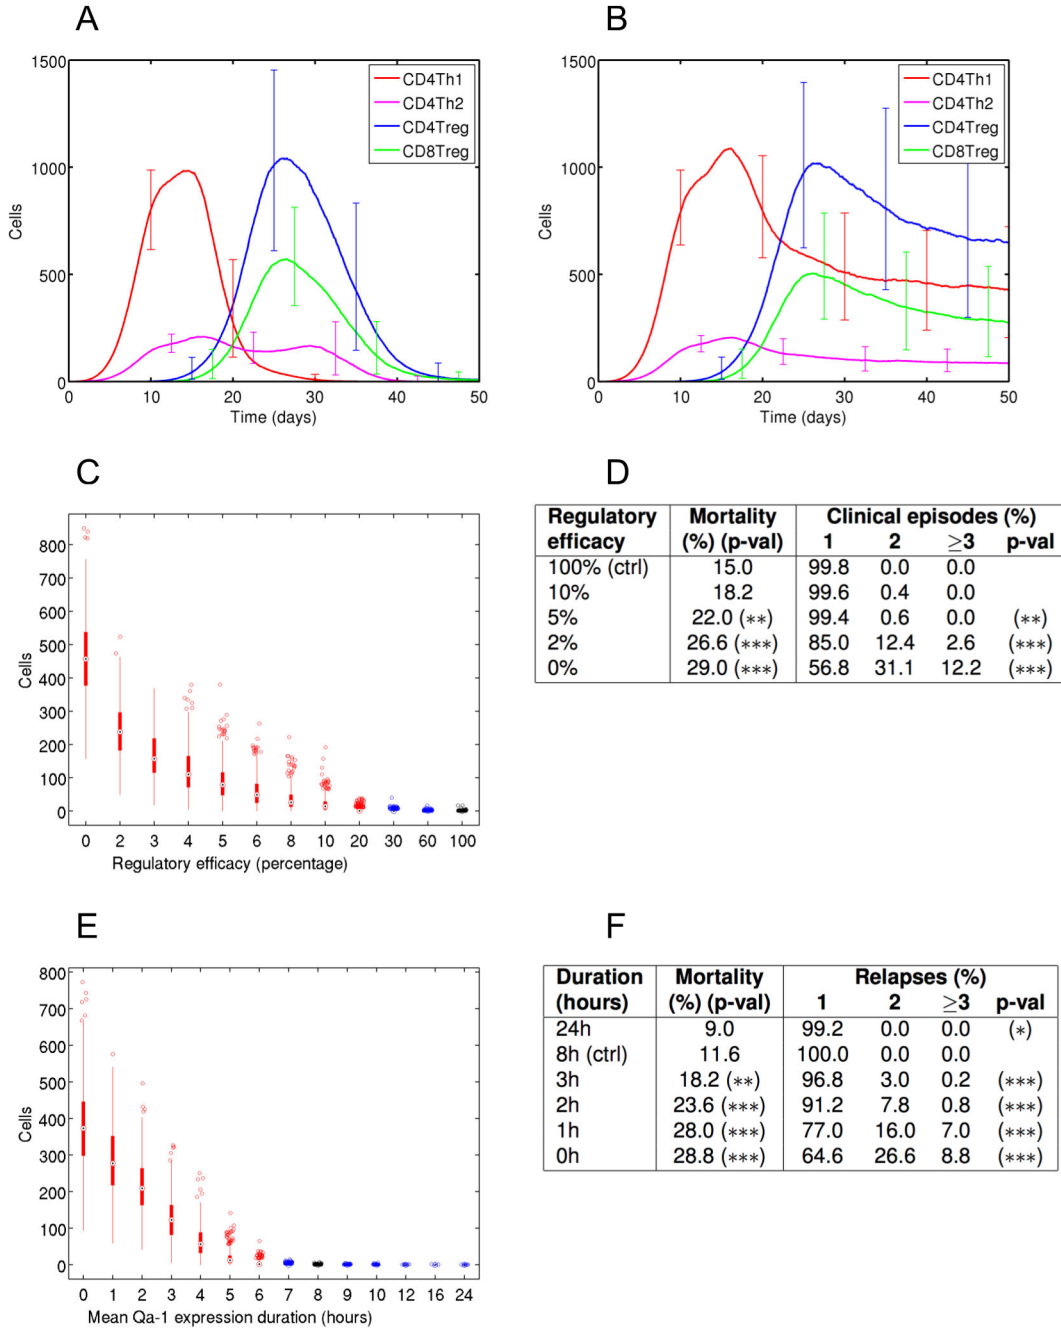 A
B
1500
1000
500
0
Cells
0 10 20 30 40 50
Time (days)
CD4Th1
CD4Th2
CD4Treg
CD8Treg
1500
1000
500
0
Cells
0 10 20 30 40 50
Time (days)
CD4Th1
CD4Th2
CD4Treg
CD8Treg
C
D
800
700
600
500
400
300
200
100
0
Cells
0 2 3 4 5 6 8 10 20 30 60 100
Regulatory efficacy (percentage)
Regulatory Mortality Clinical episodes (%)
efficacy (%) (p-val) 1 2 ≥3 p-val
100% (ctrl) 15.0 99.8 0.0 0.0
10% 18.2 99.6 0.4 0.0
5% 22.0 (**) 99.4 0.6 0.0 (**)
2% 26.6 (***) 85.0 12.4 2.6 (***)
0% 29.0 (***) 56.8 31.1 12.2 (***)
E
F
800
700
600
500
400
300
200
100
0
Cells
0 1 2 3 4 5 6 7 8 9 10 12 16 24
Mean Qa-1 expression duration (hours)
Duration Mortality Relapses (%)
(hours) (%) (p-val) 1 2 ≥3 p-val
24h 9.0 99.2 0.0 0.0 (*)
8h (ctrl) 11.6 100.0 0.0 0.0
3h 18.2 (**) 96.8 3.0 0.2 (***)
2h 23.6 (***) 91.2 7.8 0.8 (***)
1h 28.0 (***) 77.0 16.0 7.0 (***)
0h 28.8 (***) 64.6 26.6 8.8 (***)